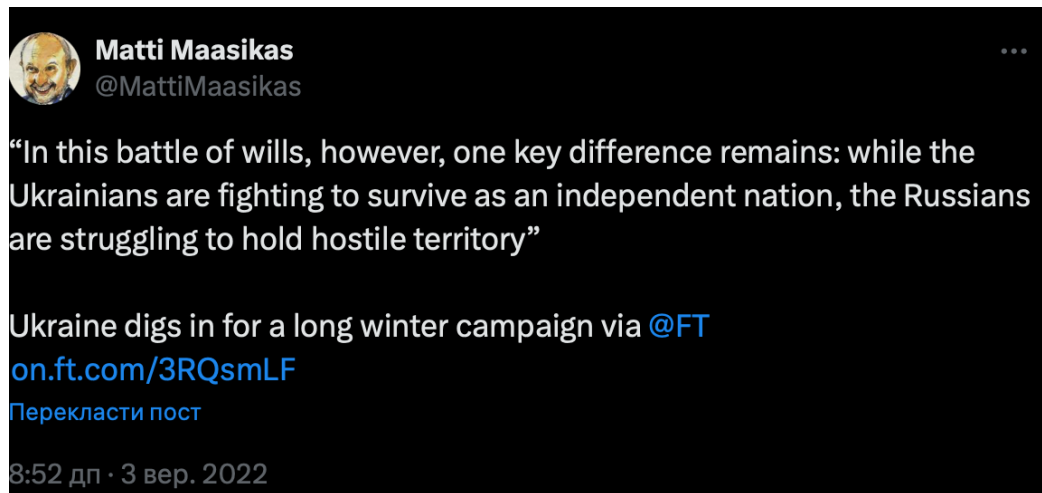 Matti Maasikas
@MattiMaasikas
“In this battle of wills, however, one key difference remains: while the
Ukrainians are fighting to survive as an independent nation, the Russians
are struggling to hold hostile territory”
Ukraine digs in for a long winter campaign via @FT
on.ft.com/3RQsmLF
Перекласти пост
8:52 дп · 3 вер. 2022